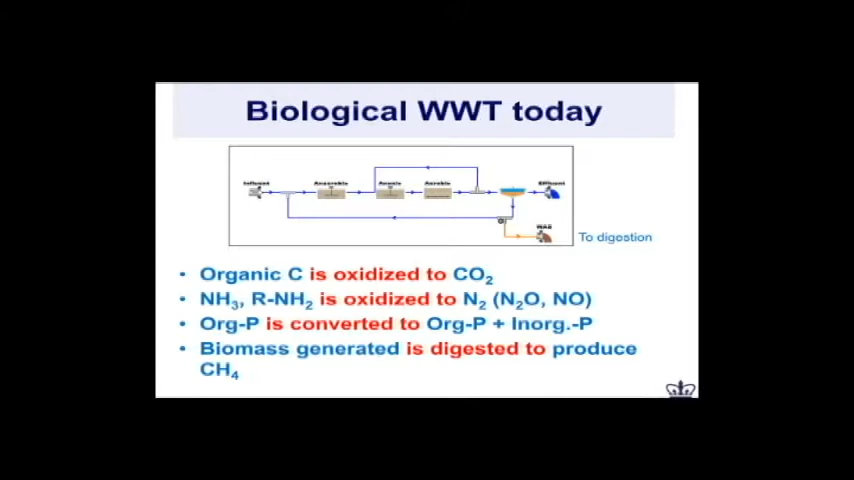 Biological WWT today
Influent
Anaerobic
Anoxic
Aerobic
Effluent
WAS
To digestion
• Organic C is oxidized to CO₂
• NH₃, R-NH₂ is oxidized to N₂ (N₂O, NO)
• Org-P is converted to Org-P + Inorg.-P
• Biomass generated is digested to produce
CH₄